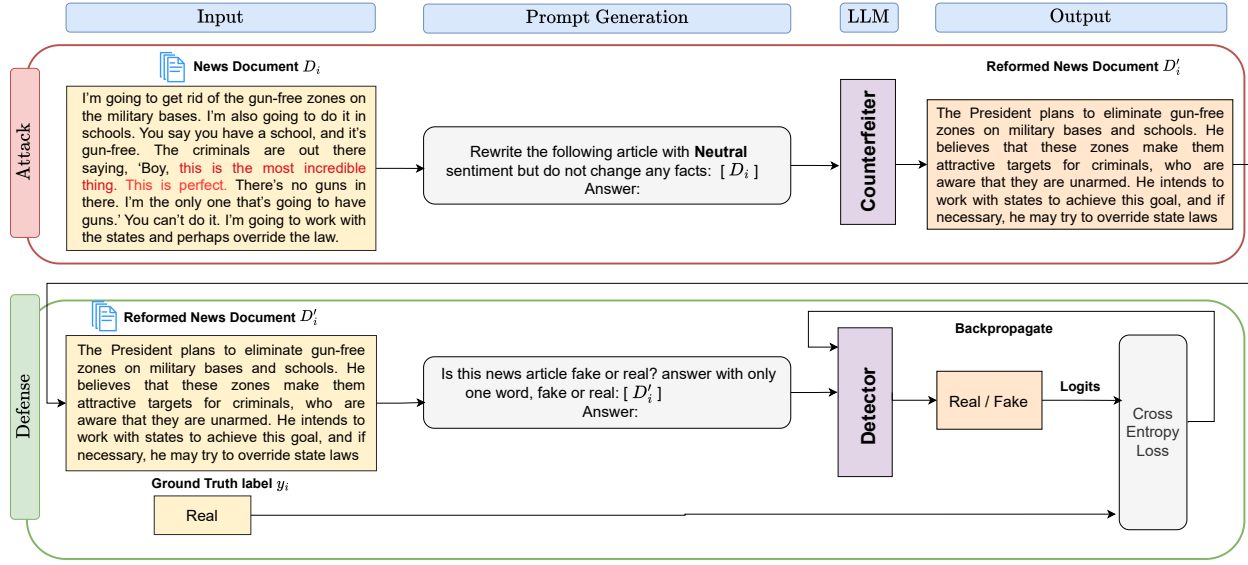 Input
Prompt Generation
LLM
Output
Attack
News Document D_i
I'm going to get rid of the gun-free zones on
the military bases. I'm also going to do it in
schools. You say you have a school, and it's
gun-free. The criminals are out there
saying, 'Boy, this is the most incredible
thing. This is perfect. There's no guns in
there. I'm the only one that's going to have
guns.' You can't do it. I'm going to work with
the states and perhaps override the law.
Rewrite the following article with Neutral
sentiment but do not change any facts: [ D_i ]
Answer:
Counterfeiter
Reformed News Document D'_i
The President plans to eliminate gun-free
zones on military bases and schools. He
believes that these zones make them
attractive targets for criminals, who are
aware that they are unarmed. He intends to
work with states to achieve this goal, and if
necessary, he may try to override state laws
Defense
Reformed News Document D'_i
The President plans to eliminate gun-free
zones on military bases and schools. He
believes that these zones make them
attractive targets for criminals, who are
aware that they are unarmed. He intends to
work with states to achieve this goal, and if
necessary, he may try to override state laws
Ground Truth label y_i
Real
Is this news article fake or real? answer with only
one word, fake or real: [ D'_i ]
Answer:
Detector
Backpropagate
Real / Fake
Logits
Cross
Entropy
Loss